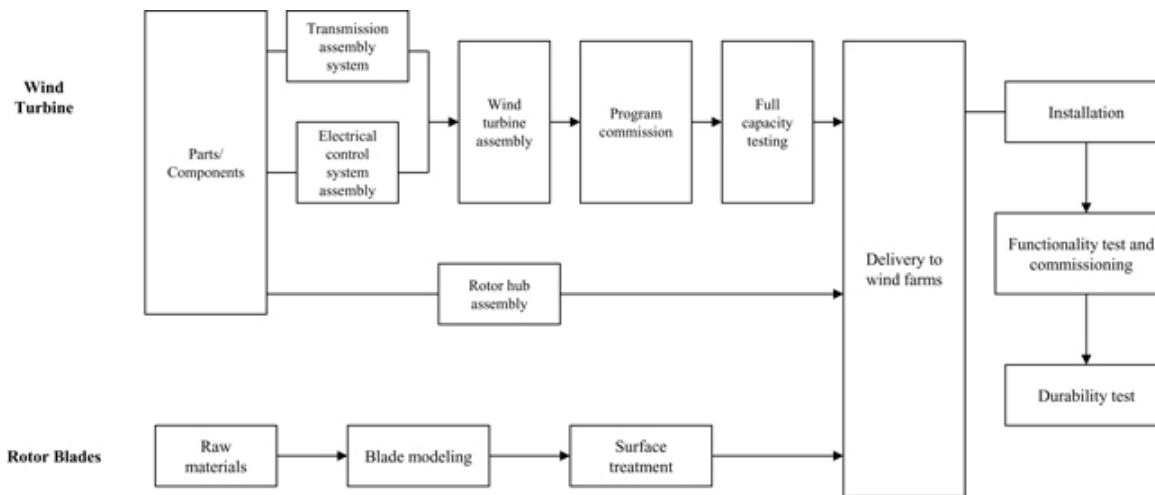 Wind
Turbine
Parts/
Components
Transmission
assembly
system
Electrical
control
system
assembly
Wind
turbine
assembly
Program
commission
Full
capacity
testing
Rotor hub
assembly
Delivery to
wind farms
Installation
Functionality test and
commissioning
Durability test
Rotor Blades
Raw
materials
Blade modeling
Surface
treatment